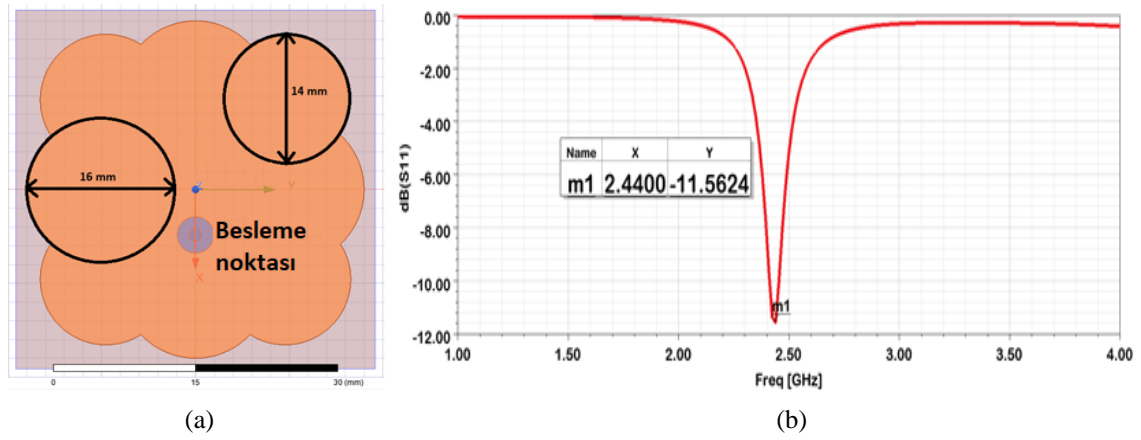 14 mm
16 mm
Y
Besleme
noktası
X
0 15 30 (mm)
(a)
0.00
-2.00
-4.00
-6.00
-8.00
-10.00
-12.00
dB(S11)
Name X Y
m1 2.4400 -11.5624
m1
1.00 1.50 2.00 2.50 3.00 3.50 4.00
Freq [GHz]
(b)